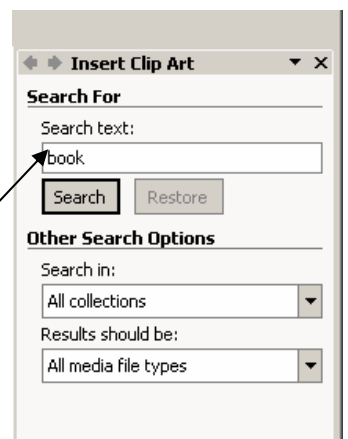 Insert Clip Art
Search For
Search text:
book
Search Restore
Other Search Options
Search in:
All collections
Results should be:
All media file types